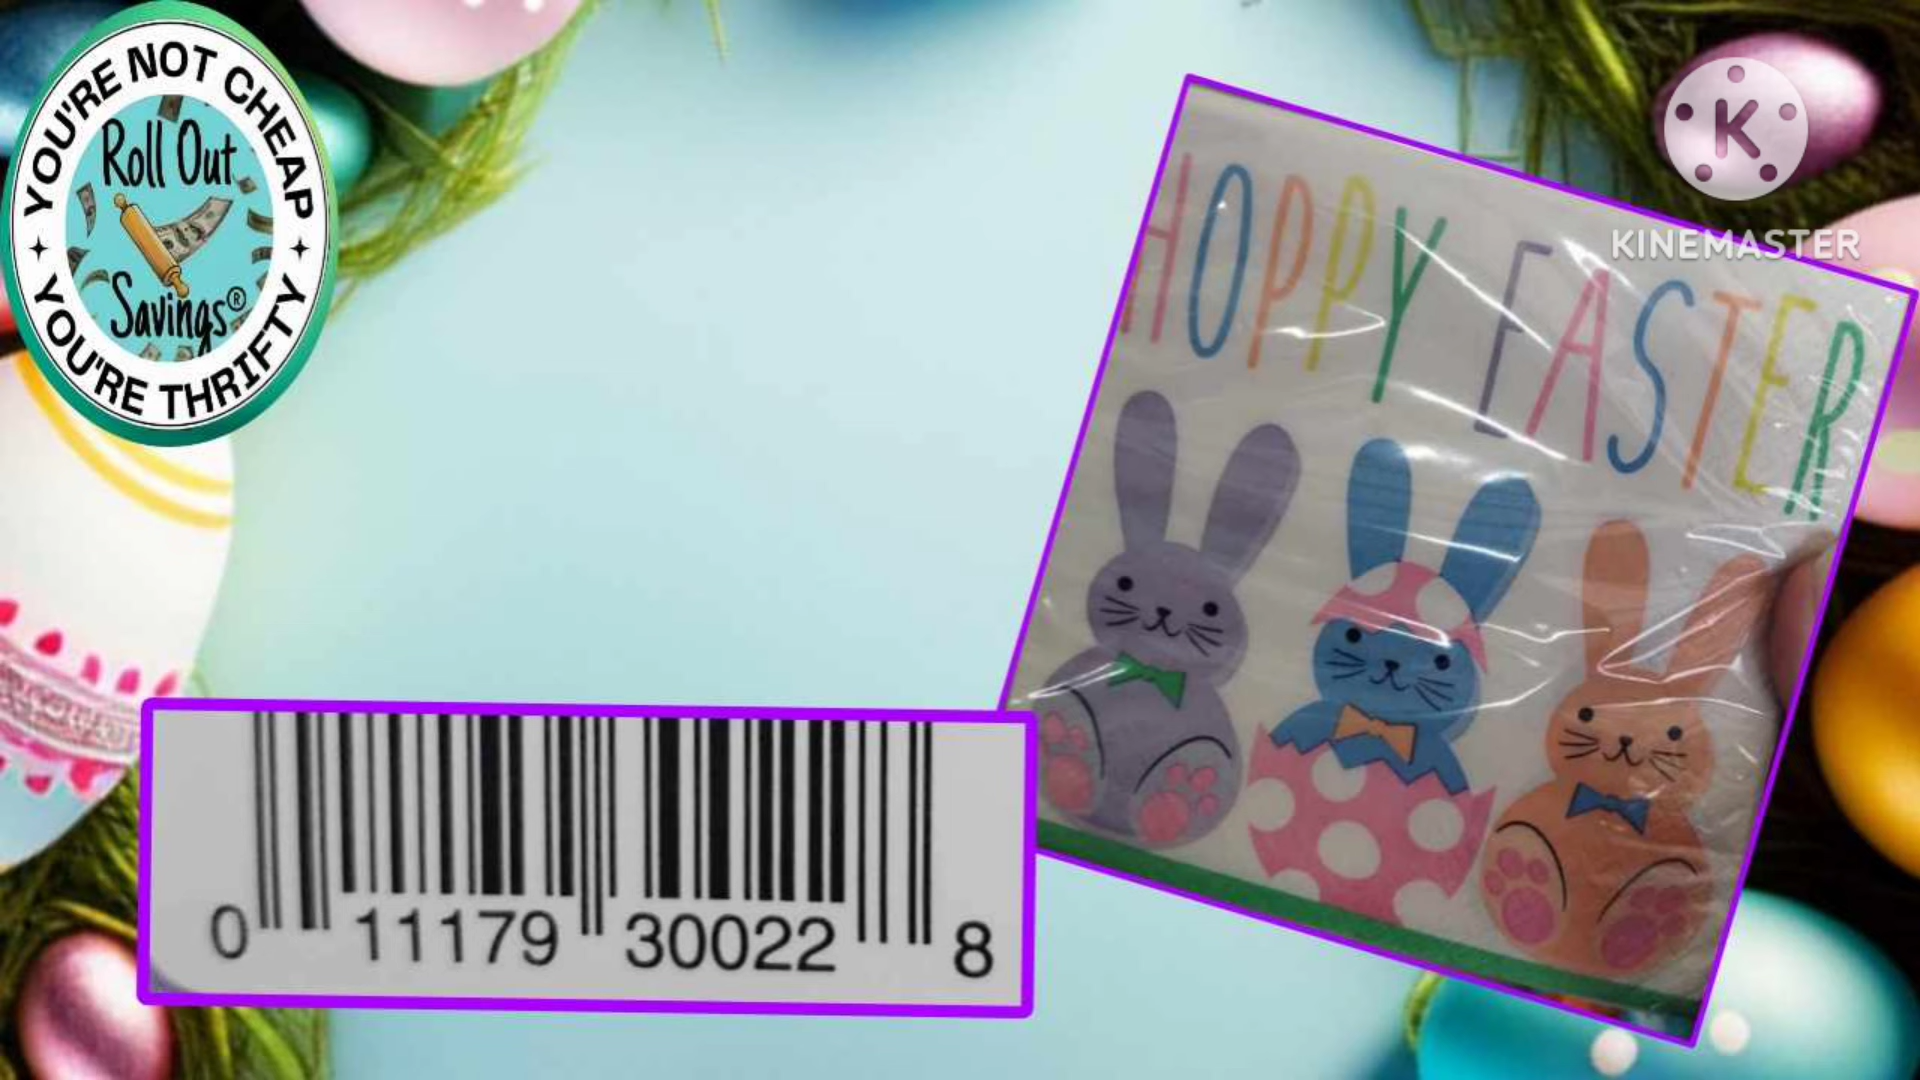 YOU'RE NOT CHEAP
Roll Out
Savings®
YOU'RE THRIFTY
K
KINEMASTER
HOPPY EASTER
0 11179 30022 8